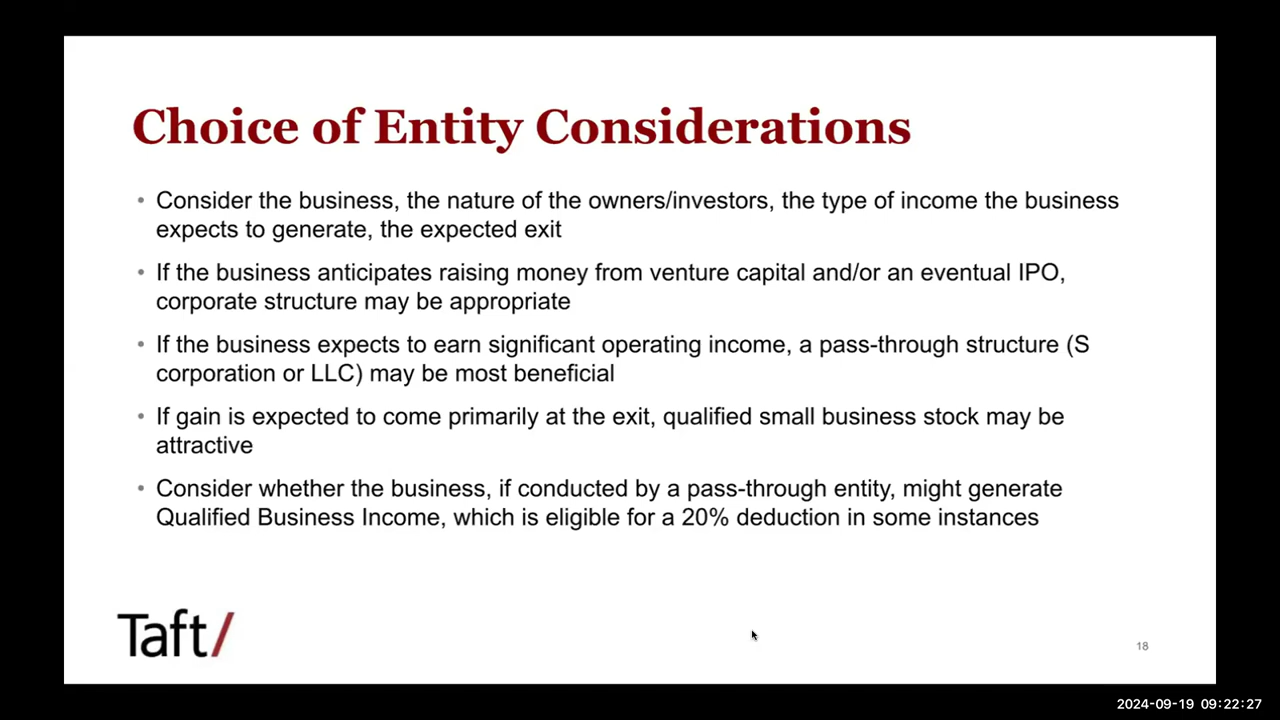 Choice of Entity Considerations
• Consider the business, the nature of the owners/investors, the type of income the business
expects to generate, the expected exit
• If the business anticipates raising money from venture capital and/or an eventual IPO,
corporate structure may be appropriate
• If the business expects to earn significant operating income, a pass-through structure (S
corporation or LLC) may be most beneficial
• If gain is expected to come primarily at the exit, qualified small business stock may be
attractive
• Consider whether the business, if conducted by a pass-through entity, might generate
Qualified Business Income, which is eligible for a 20% deduction in some instances
Taft/
18
2024-09-19 09:22:27